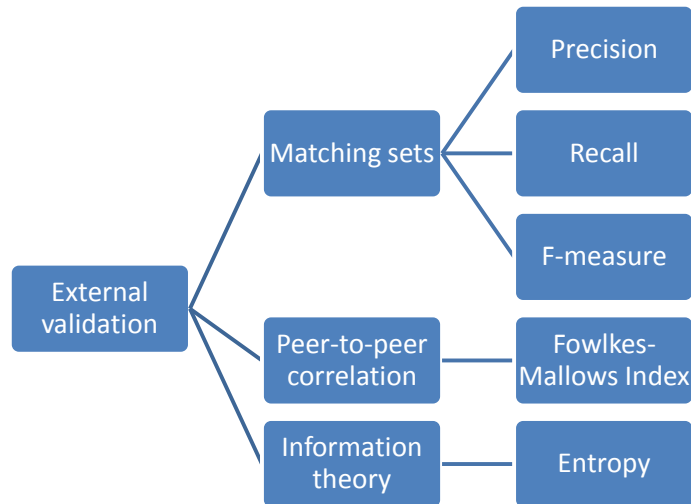 Precision
Matching sets
Recall
F-measure
External
validation
Peer-to-peer
correlation
Fowlkes-
Mallows Index
Information
theory
Entropy